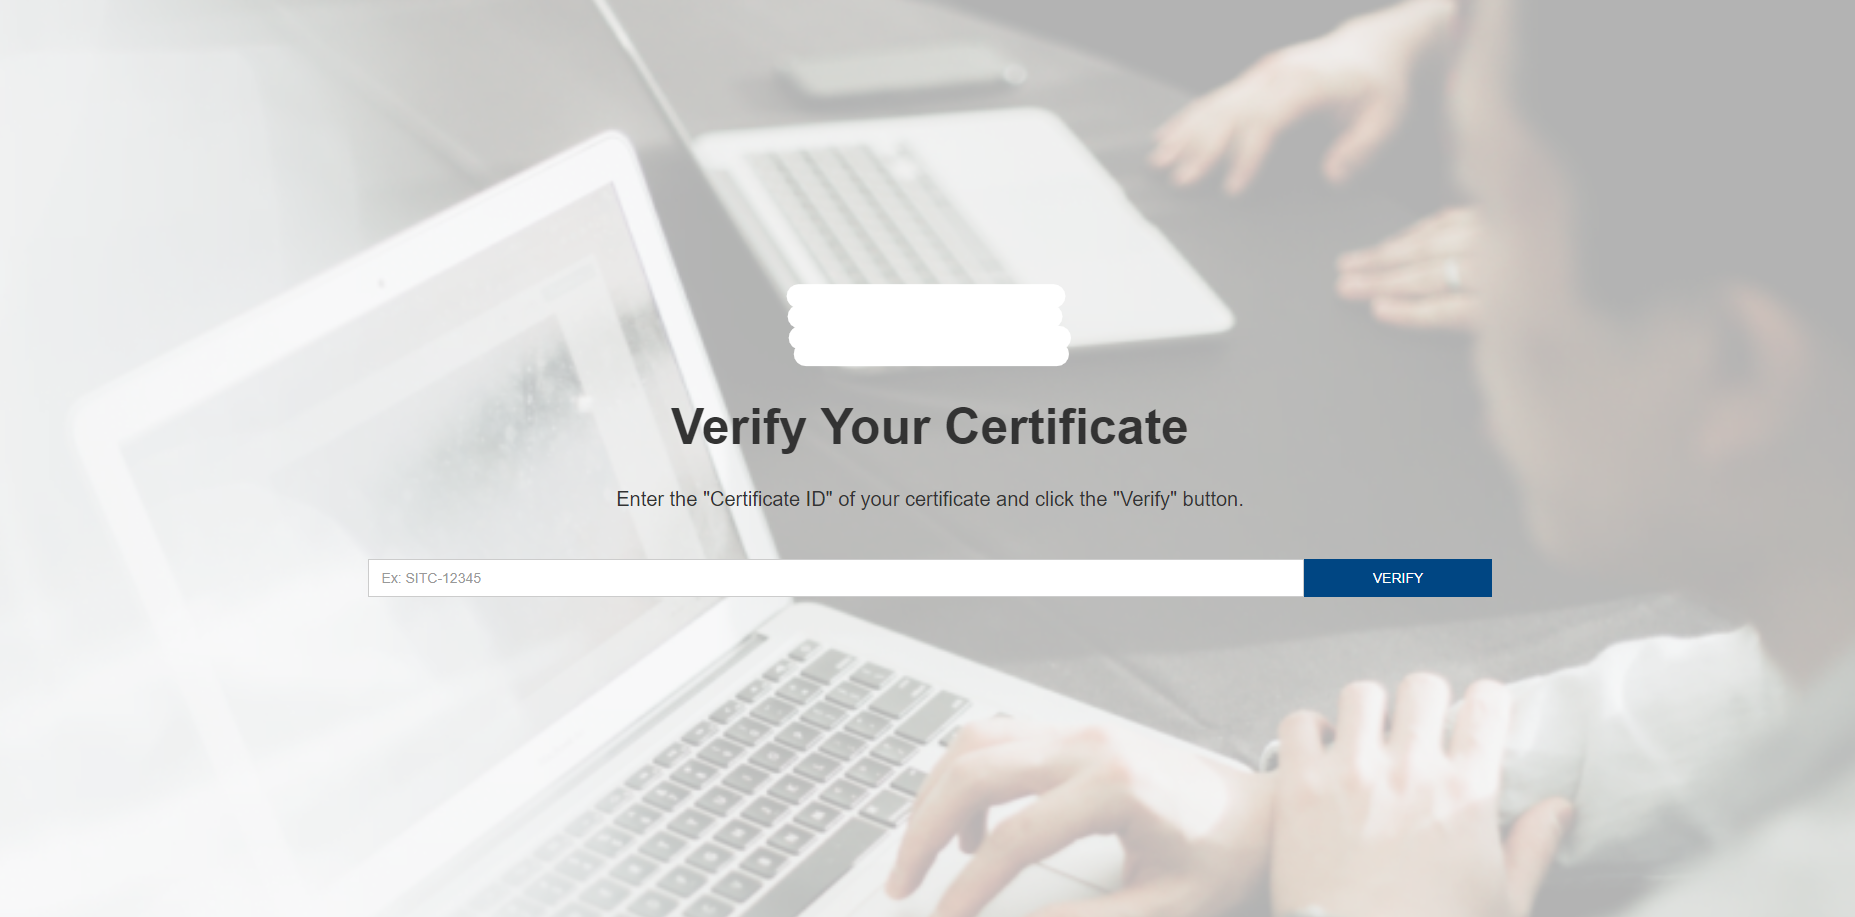 Verify Your Certificate
Enter the "Certificate ID" of your certificate and click the "Verify" button.
Ex: SITC-12345
VERIFY